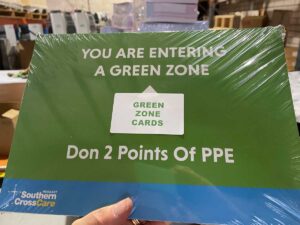 YOU ARE ENTERING
A GREEN ZONE
GREEN
ZONE
CARDS
Don 2 Points Of PPE
Southern
CrossCare